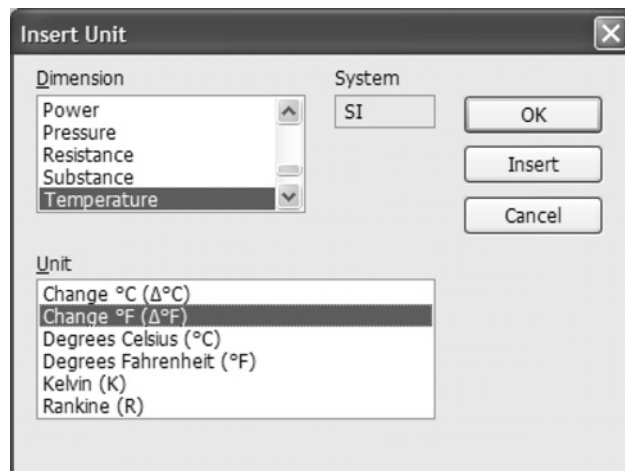 Insert Unit
Dimension
System
Power
Pressure
Resistance
Substance
Temperature
SI
OK
Insert
Cancel
Unit
Change °C (Δ°C)
Change °F (Δ°F)
Degrees Celsius (°C)
Degrees Fahrenheit (°F)
Kelvin (K)
Rankine (R)